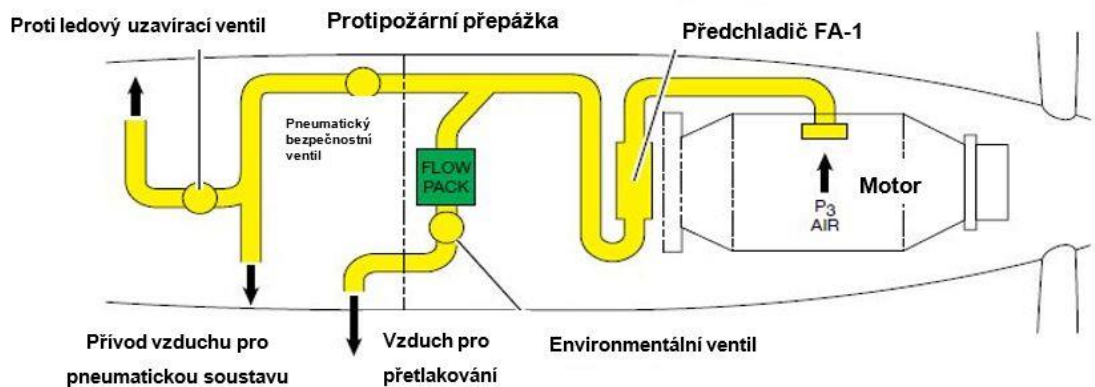 Proti ledový uzavírací ventil
Protipožární přepážka
Předchladič FA-1
Pneumatický
bezpečnostní
ventil
FLOW
PACK
Motor
P3
AIR
Přívod vzduchu pro
pneumatickou soustavu
Vzduch pro
přetlakování
Environmentální ventil